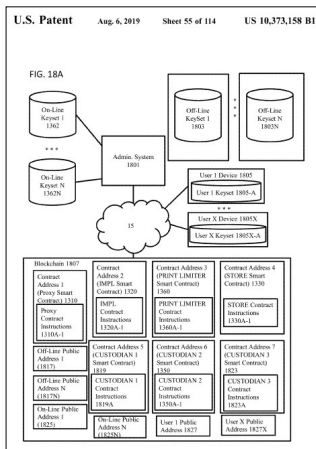 U.S. Patent Aug. 6, 2019 Sheet 55 of 114 US 10,373,158 B1
FIG. 18A
On-Line
Keyset 1
1362
* * *
On-Line
Keyset N
1362N
Admin. System
1801
Off-Line
KeySet 1
1803
* * *
Off-Line
KeySet N
1803N
User 1 Device 1805
User 1 Keyset 1805-A
* * *
User X Device 1805X
User X Keyset 1805X-A
15
Blockchain 1807
Contract
Address 1
(Proxy Smart
Contract) 1310
Proxy
Contract
Instructions
1310A-1
Contract
Address 2
(IMPL Smart
Contract) 1320
IMPL
Contract
Instructions
1320A-1
Contract Address 3
(PRINT LIMITER
Smart Contract)
1360
PRINT LIMITER
Contract
Instructions
1360A-1
Contract Address 4
(STORE Smart
Contract) 1330
STORE Contract
Instructions
1330A-1
Off-Line Public
Address 1
(1817)
Off-Line Public
Address N
(1817N)
On-Line Public
Address 1
(1825)
Contract Address 5
(CUSTODIAN 1
Smart Contract)
1819
CUSTODIAN 1
Contract
Instructions
1819A
Contract Address 6
(CUSTODIAN 2
Smart Contract)
1350
CUSTODIAN 2
Contract
Instructions
1350A-1
Contract Address 7
(CUSTODIAN 3
Smart Contract)
1823
CUSTODIAN 3
Contract
Instructions
1823A
On-Line Public
Address N
(1825N)
User 1 Public
Address 1827
User X Public
Address 1827X